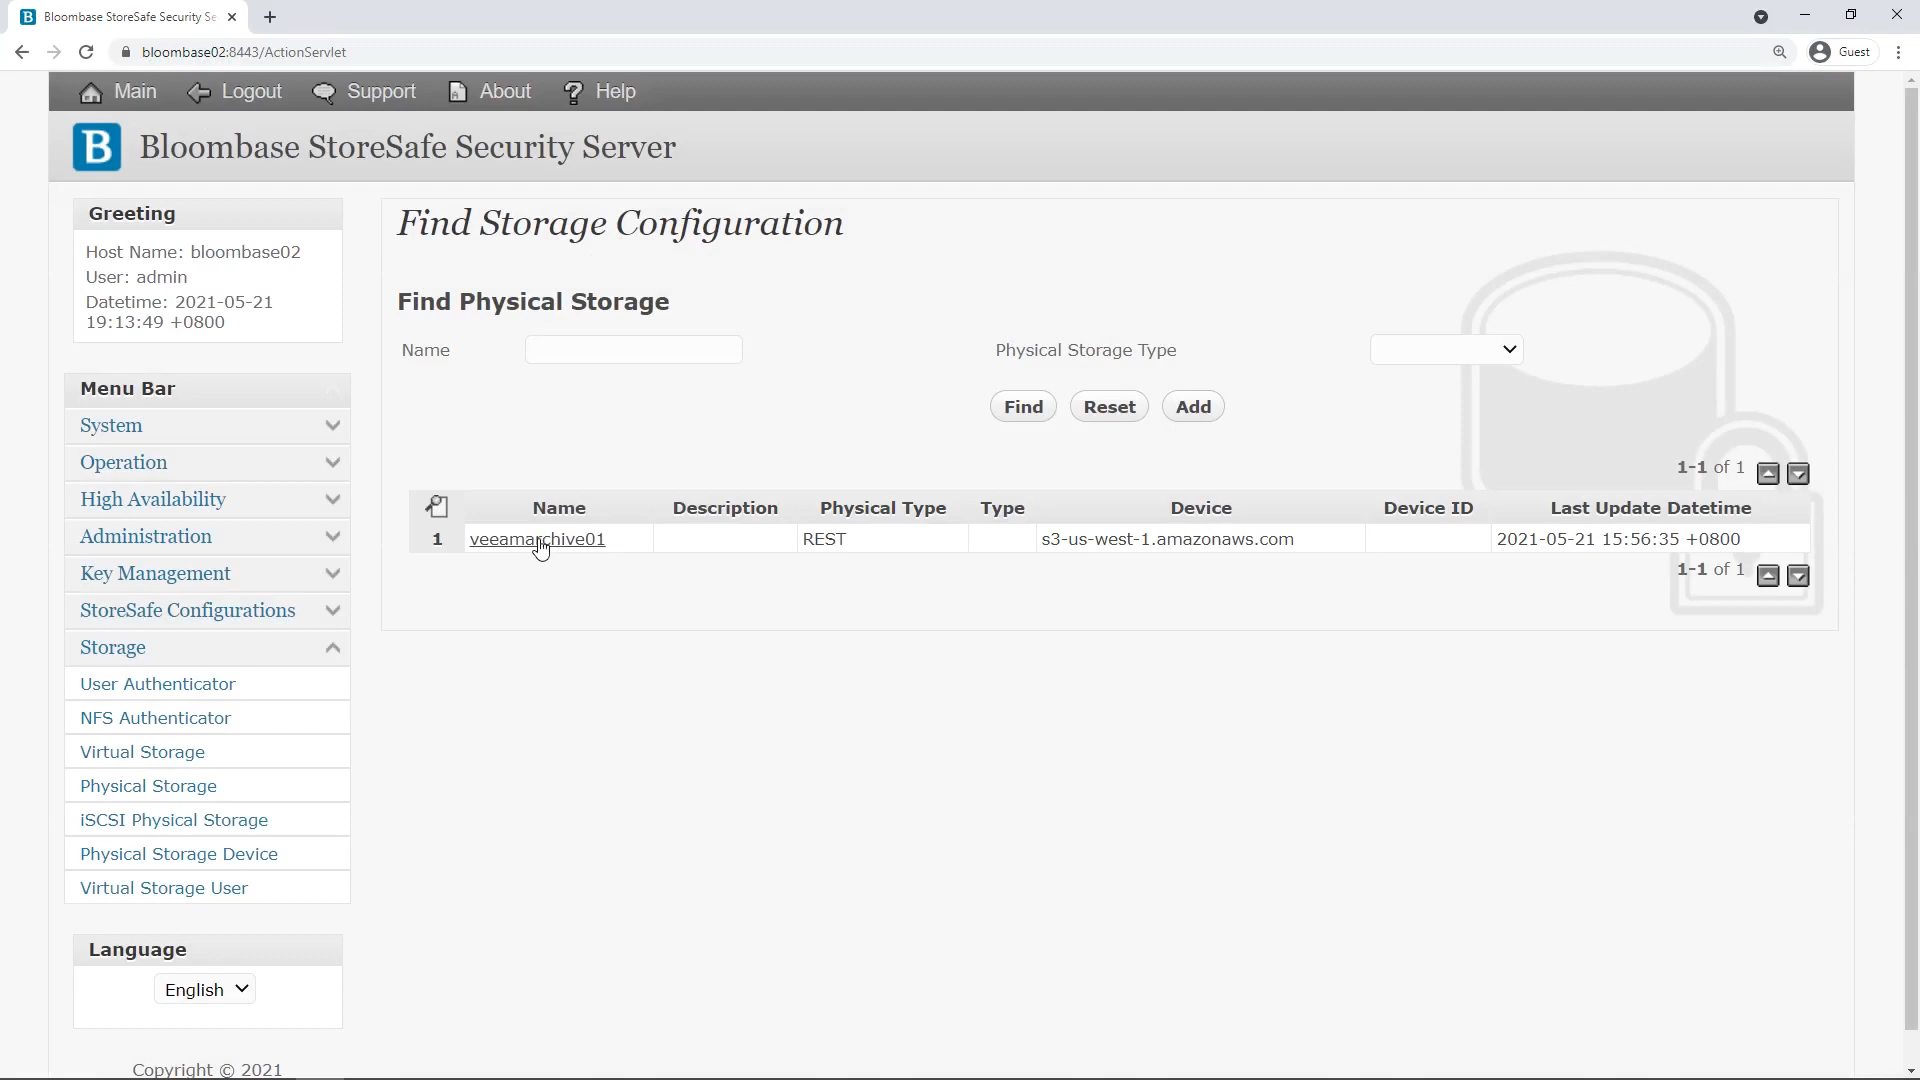 Bloombase StoreSafe Security Se
bloombase02:8443/ActionServlet
Guest
Main
Logout
Support
About
Help
B Bloombase StoreSafe Security Server
Greeting
Host Name: bloombase02
User: admin
Datetime: 2021-05-21
19:13:49 +0800
Menu Bar
System
Operation
High Availability
Administration
Key Management
StoreSafe Configurations
Storage
User Authenticator
NFS Authenticator
Virtual Storage
Physical Storage
iSCSI Physical Storage
Physical Storage Device
Virtual Storage User
Language
English
Copyright © 2021
Find Storage Configuration
Find Physical Storage
Name
Physical Storage Type
Find
Reset
Add
1-1 of 1
Name Description Physical Type Type Device Device ID Last Update Datetime
1 veeamarchive01 REST s3-us-west-1.amazonaws.com 2021-05-21 15:56:35 +0800
1-1 of 1